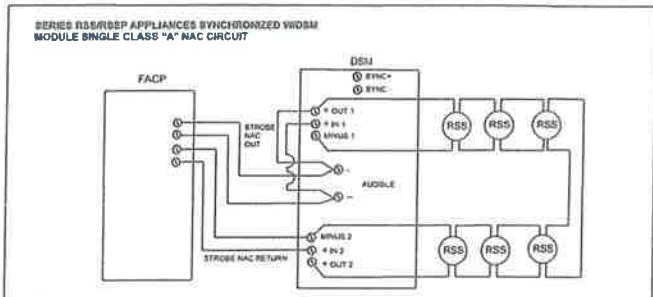 SERIES RSS/RSSP APPLIANCES SYNCHRONIZED W/DSM
MODULE SINGLE CLASS "A" NAC CIRCUIT
DSM
FACP
SYNC+
SYNC-
+ OUT 1
+ IN 1
MINUS 1
STROBE
NAC
OUT
RSS RSS RSS
-
AUDIBLE
-
MINUS 2
+ IN 2
+ OUT 2
STROBE NAC RETURN
RSS RSS RSS